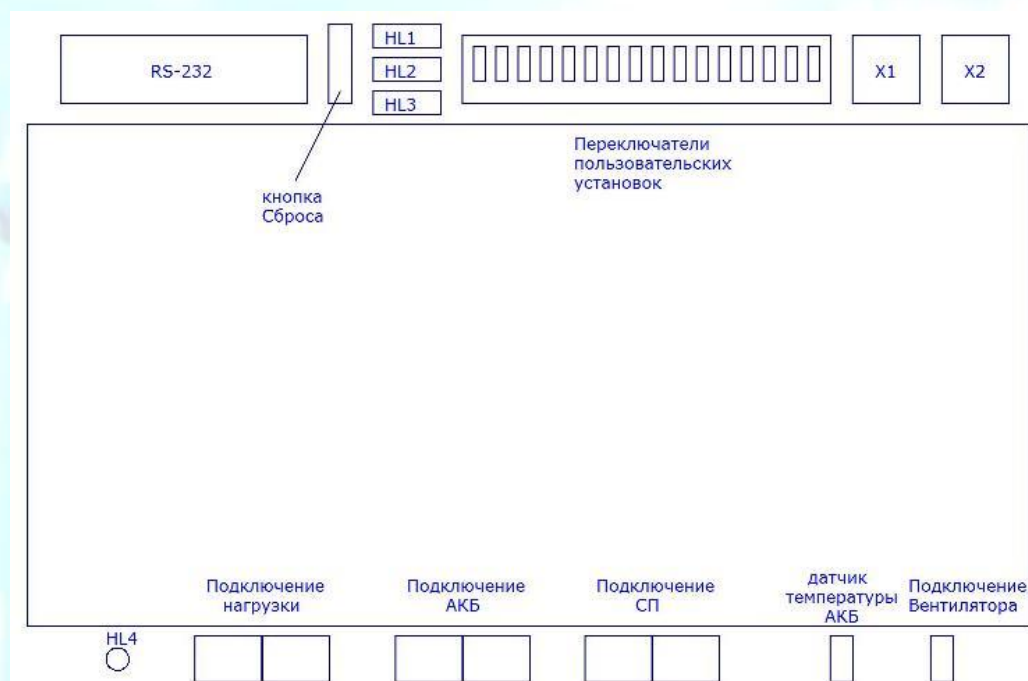 RS-232
HL1
HL2
HL3
X1
X2
Переключатели
пользовательских
установок
кнопка
Сброса
Подключение
нагрузки
Подключение
АКБ
Подключение
СП
датчик
температуры
АКБ
Подключение
Вентилятора
HL4